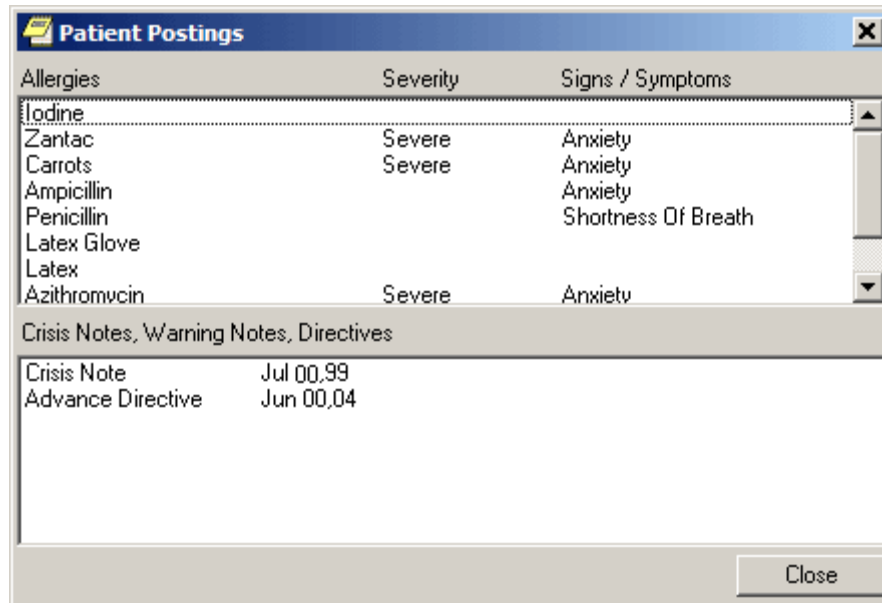 Patient Postings
Allergies Severity Signs / Symptoms
Iodine
Zantac Severe Anxiety
Carrots Severe Anxiety
Ampicillin Anxiety
Penicillin Shortness Of Breath
Latex Glove
Latex
Azithromycin Severe Anxiety
Crisis Notes, Warning Notes, Directives
Crisis Note Jul 00,99
Advance Directive Jun 00,04
Close